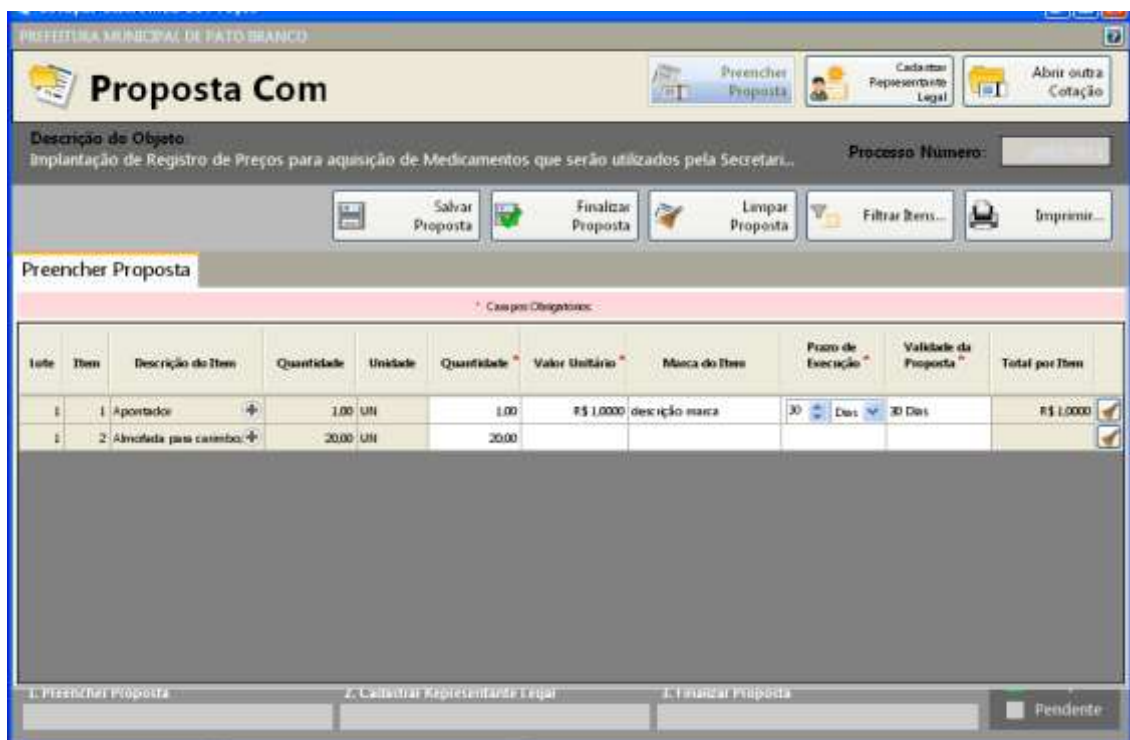 PREFEITURA MUNICIPAL DE PATO BRANCO
Proposta Com
Preencher
Proposta
Cadastrar
Representante
Legal
Abrir outra
Cotação
Descrição do Objeto:
Implantação de Registro de Preços para aquisição de Medicamentos que serão utilizados pela Secretari...
Processo Numero:
Salvar
Proposta
Finalizar
Proposta
Limpar
Proposta
Filtrar Itens...
Imprimir...
Preencher Proposta
* Campos Obrigatórios
Lote Item Descrição do Item Quantidade Unidade Quantidade * Valor Unitário * Marca do Item Prazo de Execução * Validade da Proposta * Total por Item
1 1 Apontador 1,00 UN 1,00 R$ 1,0000 descrição marca 30 Dias 30 Dias R$ 1,0000
1 2 Almofada para carimbo, 20,00 UN 20,00
1. Preencher Proposta 2. Cadastrar Representante Legal 3. Finalizar Proposta
Pendente